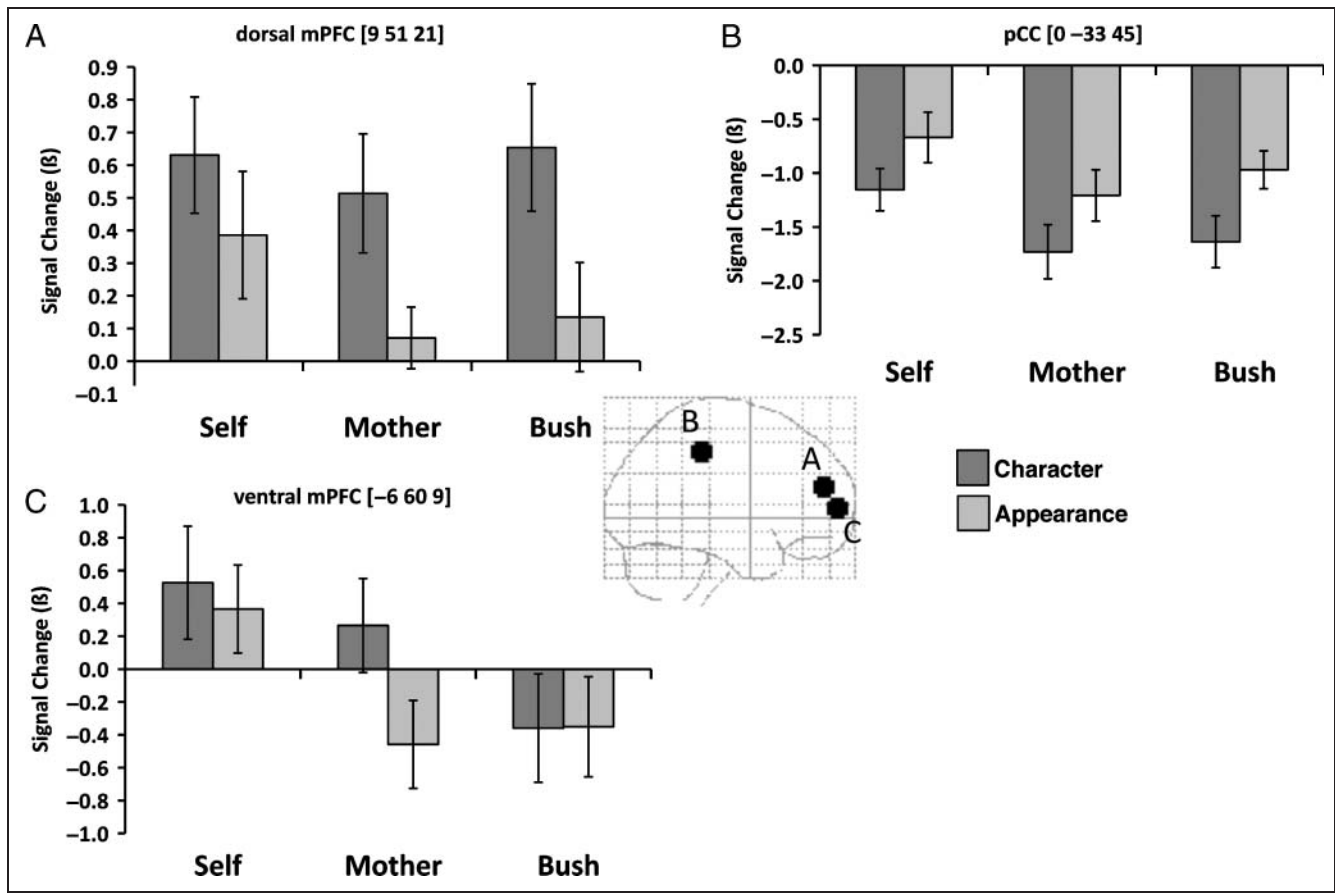 A
dorsal mPFC [9 51 21]
Signal Change (ß)
0.9
0.8
0.7
0.6
0.5
0.4
0.3
0.2
0.1
0.0
–0.1
Self Mother Bush
B
pCC [0 –33 45]
Signal Change (ß)
0.0
–0.5
–1.0
–1.5
–2.0
–2.5
Self Mother Bush
B
A
C
Character
Appearance
C
ventral mPFC [–6 60 9]
Signal Change (ß)
1.0
0.8
0.6
0.4
0.2
0.0
–0.2
–0.4
–0.6
–0.8
–1.0
Self Mother Bush